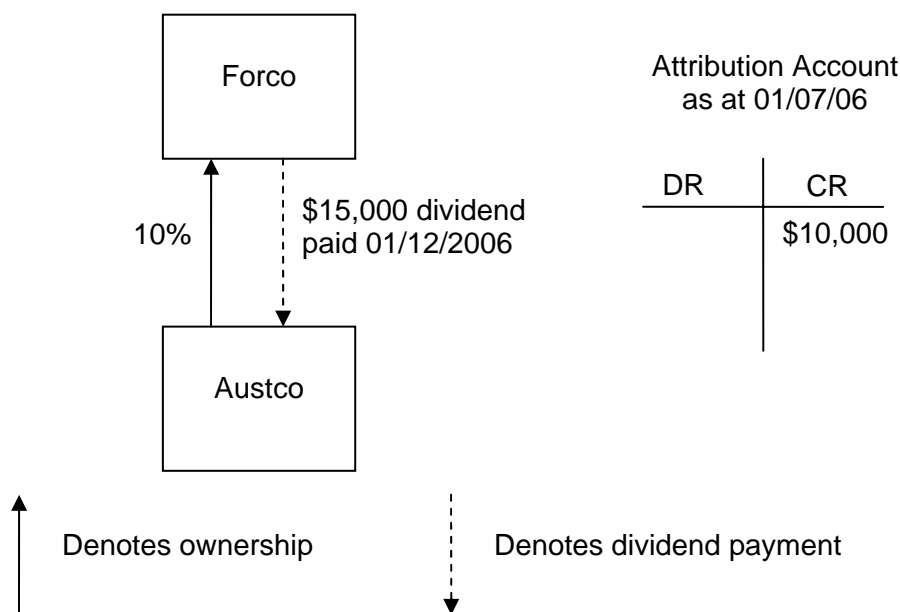 Forco
Attribution Account
as at 01/07/06
DR CR
$10,000
10%
$15,000 dividend
paid 01/12/2006
Austco
Denotes ownership
Denotes dividend payment